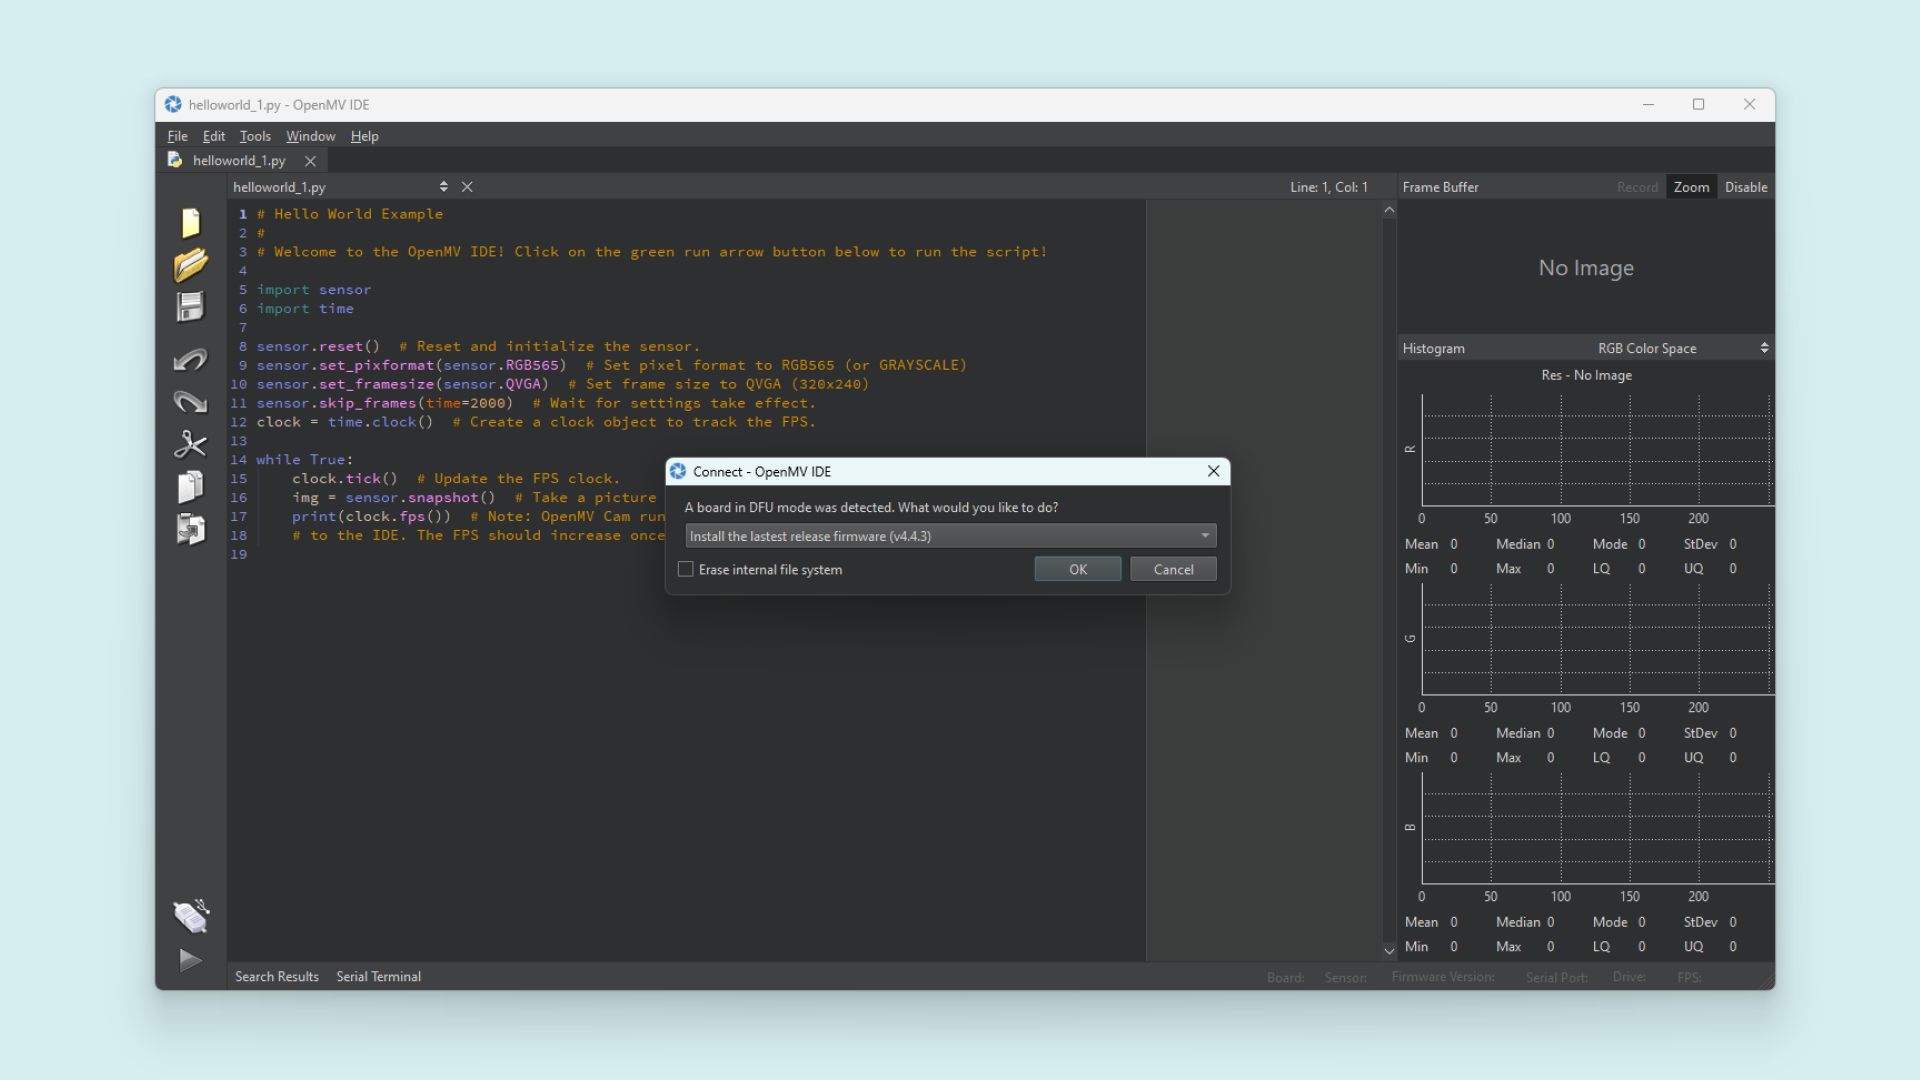 helloworld_1.py - OpenMV IDE
File Edit Tools Window Help
helloworld_1.py
helloworld_1.py
Line: 1, Col: 1
Frame Buffer
Record Zoom Disable
1 # Hello World Example
2 #
3 # Welcome to the OpenMV IDE! Click on the green run arrow button below to run the script!
4
5 import sensor
6 import time
7
8 sensor.reset()  # Reset and initialize the sensor.
9 sensor.set_pixformat(sensor.RGB565)  # Set pixel format to RGB565 (or GRAYSCALE)
10 sensor.set_framesize(sensor.QVGA)  # Set frame size to QVGA (320x240)
11 sensor.skip_frames(time=2000)  # Wait for settings take effect.
12 clock = time.clock()  # Create a clock object to track the FPS.
13
14 while True:
15     clock.tick()  # Update the FPS clock.
16     img = sensor.snapshot()  # Take a picture
17     print(clock.fps())  # Note: OpenMV Cam run
18     # to the IDE. The FPS should increase once
19
Connect - OpenMV IDE
A board in DFU mode was detected. What would you like to do?
Install the lastest release firmware (v4.4.3)
Erase internal file system
OK
Cancel
No Image
Histogram
RGB Color Space
Res - No Image
R
0 50 100 150 200
Mean 0 Median 0 Mode 0 StDev 0
Min 0 Max 0 LQ 0 UQ 0
G
0 50 100 150 200
Mean 0 Median 0 Mode 0 StDev 0
Min 0 Max 0 LQ 0 UQ 0
B
0 50 100 150 200
Mean 0 Median 0 Mode 0 StDev 0
Min 0 Max 0 LQ 0 UQ 0
Search Results Serial Terminal
Board: Sensor: Firmware Version: Serial Port: Drive: FPS: